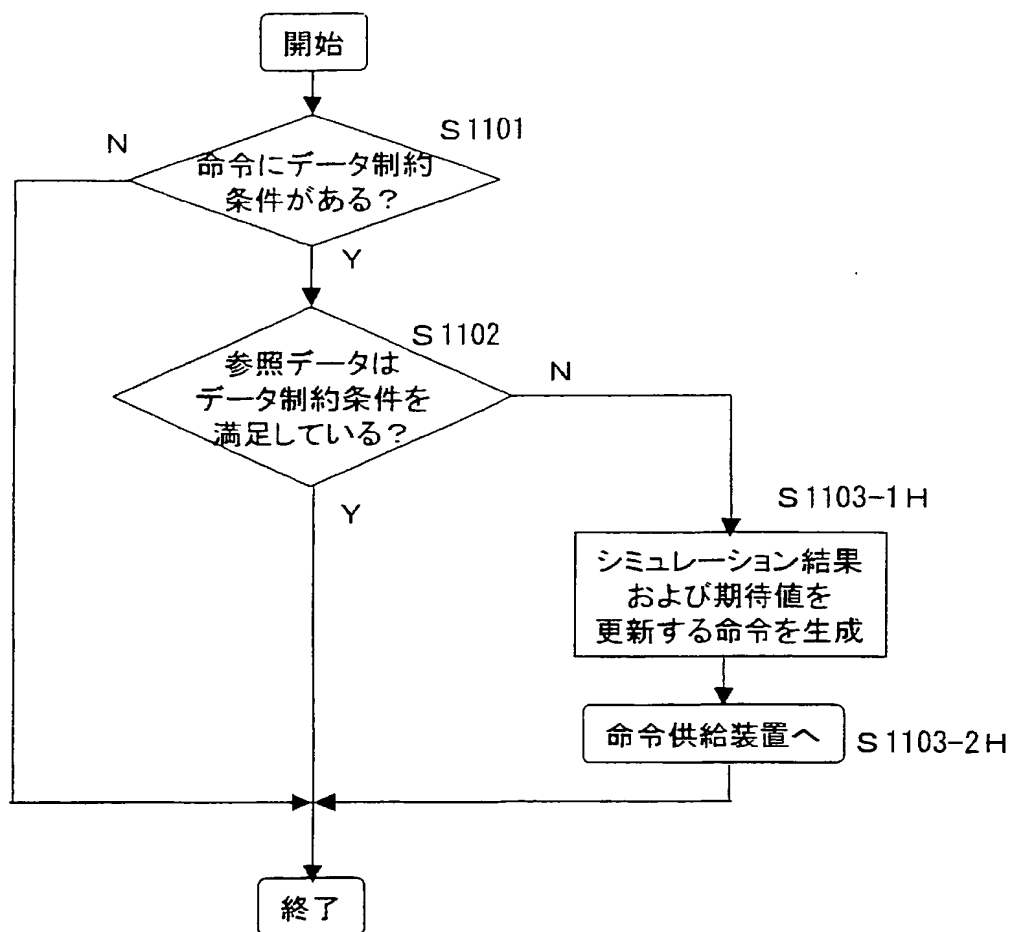 開始
N
S1101
命令にデータ制約
条件がある?
Y
S1102
参照データは
データ制約条件を
満足している?
N
Y
S1103-1H
シミュレーション結果
および期待値を
更新する命令を生成
命令供給装置へ
S1103-2H
終了